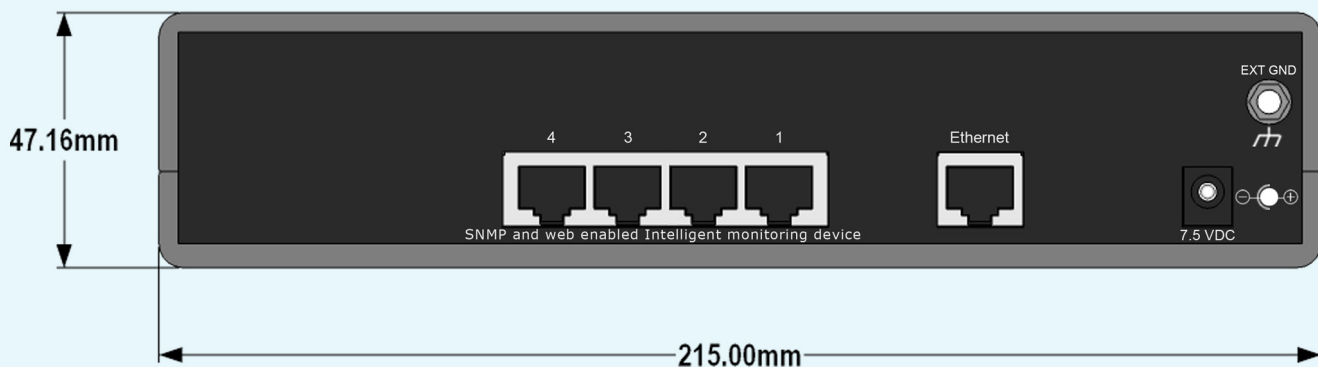 EXT GND
47.16mm
4 3 2 1 Ethernet
SNMP and web enabled Intelligent monitoring device
7.5 VDC
215.00mm